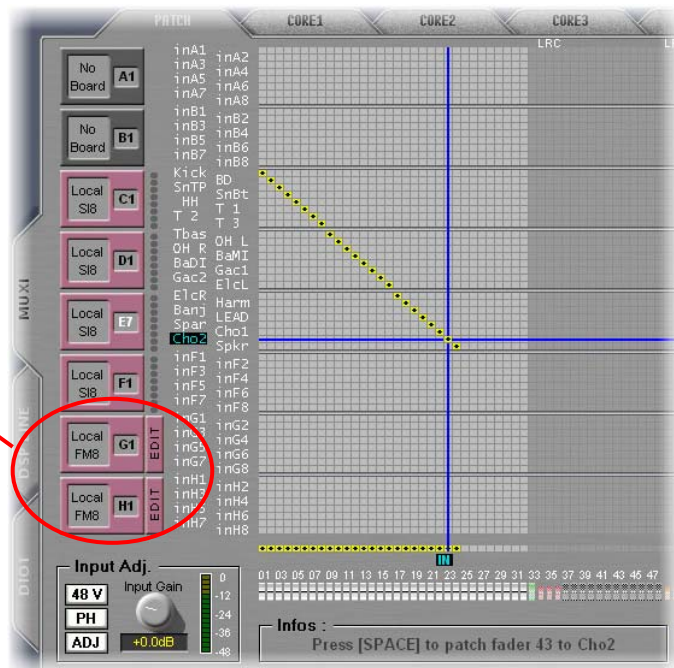 PATCH CORE1 CORE2 CORE3
LRC
No Board A1
inA1 inA2
inA3 inA4
inA5 inA6
inA7 inA8
No Board B1
inB1 inB2
inB3 inB4
inB5 inB6
inB7 inB8
Local SI8 C1
Kick BD
SnTP SnBt
HH T 1
T 2 T 3
Local SI8 D1
Tbas OH L
OH R BaMI
BaDI Gac1
Gac2 ElcL
Local SI8 E7
ElcR Harm
Banj LEAD
Spar Cho1
Cho2 Spkr
Local SI8 F1
inF1 inF2
inF3 inF4
inF5 inF6
inF7 inF8
Local FM8 G1 EDIT
inG1 inG2
inG3 inG4
inG5 inG6
inG7 inG8
Local FM8 H1 EDIT
inH1 inH2
inH3 inH4
inH5 inH6
inH7 inH8
MUXI
DIOT
IN
01 03 05 07 09 11 13 15 17 19 21 23 25 27 29 31 33 35 37 39 41 43 45 47
Input Adj.
48 V
PH
ADJ
Input Gain
+0.0dB
0
-12
-24
-36
-48
Infos :
Press [SPACE] to patch fader 43 to Cho2